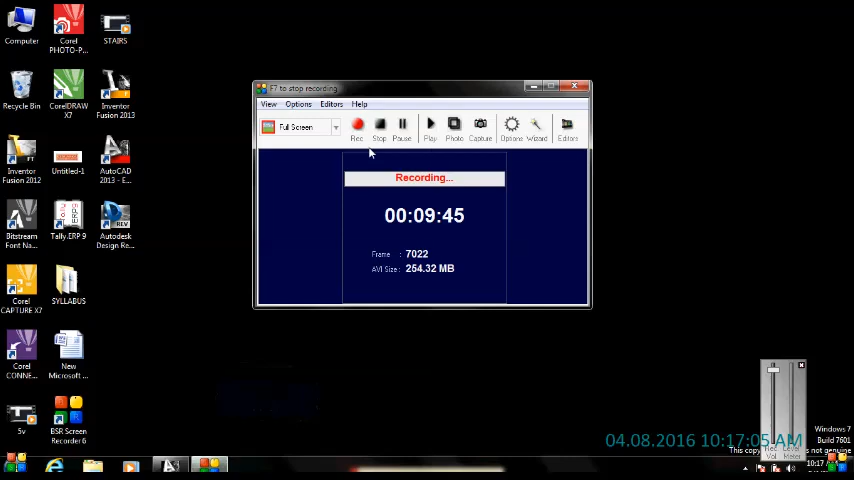 Computer
Corel
PHOTO-P...
STAIRS
Recycle Bin
CorelDRAW
X7
Inventor
Fusion 2013
Inventor
Fusion 2012
Untitled-1
AutoCAD
2013 - E...
Bitstream
Font Na...
Tally.ERP 9
Autodesk
Design Re...
Corel
CAPTURE X7
SYLLABUS
Corel
CONNE...
New
Microsoft ...
5v
BSR Screen
Recorder 6
F7 to stop recording
View Options Editors Help
Full Screen
Rec Stop Pause Play Photo Capture Options Wizard Editors
Recording...
00:09:45
Frame : 7022
AVI Size : 254.32 MB
Rec Vol
Level Meter
Windows 7
Build 7601
This copy
is not genuine
04.08.2016 10:17:05 AM